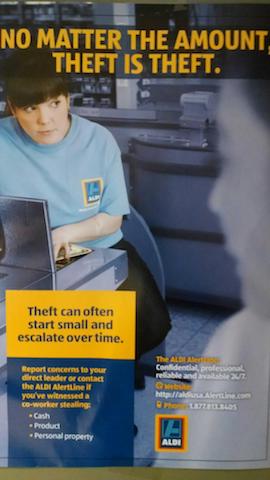 NO MATTER THE AMOUNT,
THEFT IS THEFT.
ALDI
Theft can often
start small and
escalate over time.
Report concerns to your
direct leader or contact
the ALDI AlertLine if
you've witnessed a
co-worker stealing:
• Cash
• Product
• Personal property
The ALDI AlertLine:
Confidential, professional,
reliable and available 24/7.
Website:
http://aldiusa.AlertLine.com
Phone: 1.877.813.8405
ALDI